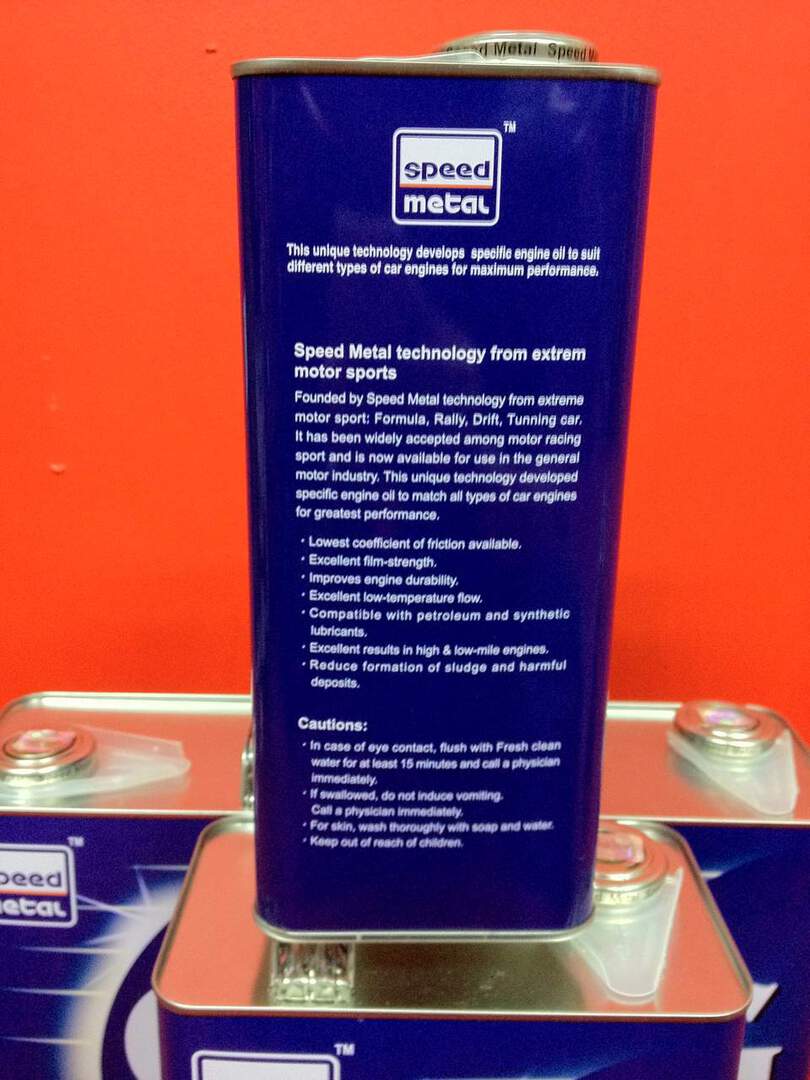 Speed Metal Speed M
TM
speed
metal
This unique technology develops specific engine oil to suit
different types of car engines for maximum performance.
Speed Metal technology from extrem
motor sports
Founded by Speed Metal technology from extreme
motor sport: Formula, Rally, Drift, Tunning car.
It has been widely accepted among motor racing
sport and is now available for use in the general
motor industry. This unique technology developed
specific engine oil to match all types of car engines
for greatest performance.
· Lowest coefficient of friction available.
· Excellent film-strength.
· Improves engine durability.
· Excellent low-temperature flow.
· Compatible with petroleum and synthetic
lubricants.
· Excellent results in high & low-mile engines.
· Reduce formation of sludge and harmful
deposits.
Cautions:
· In case of eye contact, flush with Fresh clean
water for at least 15 minutes and call a physician
immediately.
· If swallowed, do not induce vomiting.
Call a physician immediately.
· For skin, wash thoroughly with soap and water.
· Keep out of reach of children.
TM
peed
etal
TM
speed